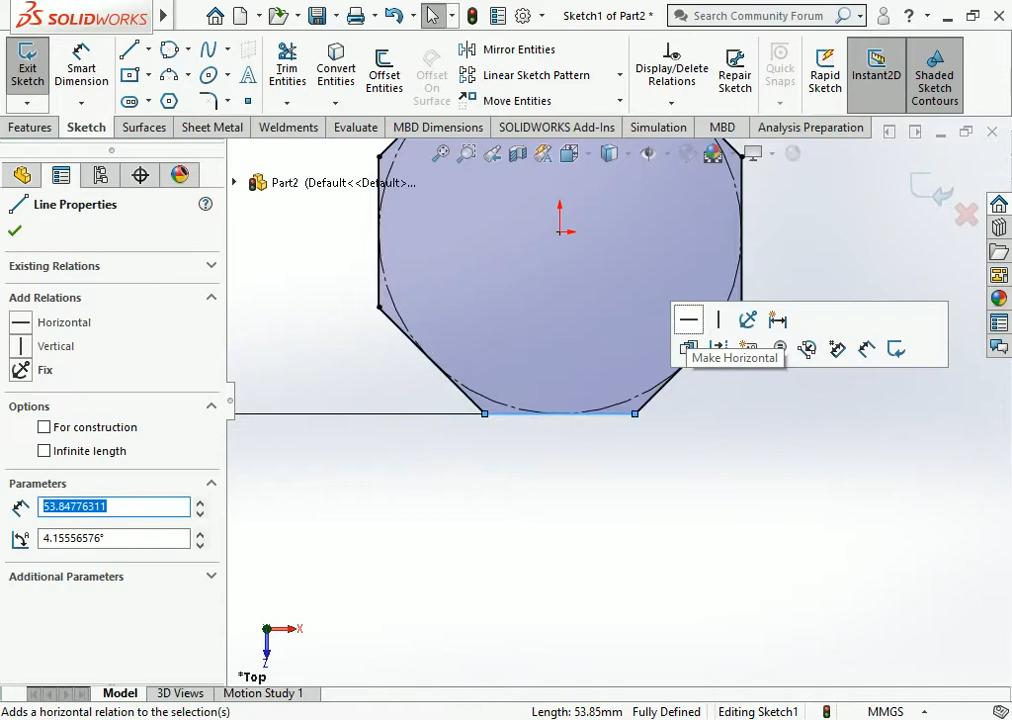 SOLIDWORKS
Sketch1 of Part2 *
Search Community Forum
Exit Sketch
Smart Dimension
Trim Entities
Convert Entities
Offset Entities
Offset On Surface
Mirror Entities
Linear Sketch Pattern
Move Entities
Display/Delete Relations
Repair Sketch
Quick Snaps
Rapid Sketch
Instant2D
Shaded Sketch Contours
Features
Sketch
Surfaces
Sheet Metal
Weldments
Evaluate
MBD Dimensions
SOLIDWORKS Add-Ins
Simulation
MBD
Analysis Preparation
Part2 (Default<<Default>...
Line Properties
Existing Relations
Add Relations
Horizontal
Vertical
Fix
Options
For construction
Infinite length
Parameters
53.84776311
4.15556576°
Additional Parameters
Make Horizontal
X
Z
*Top
Model
3D Views
Motion Study 1
Adds a horizontal relation to the selection(s)
Length: 53.85mm
Fully Defined
Editing Sketch1
MMGS